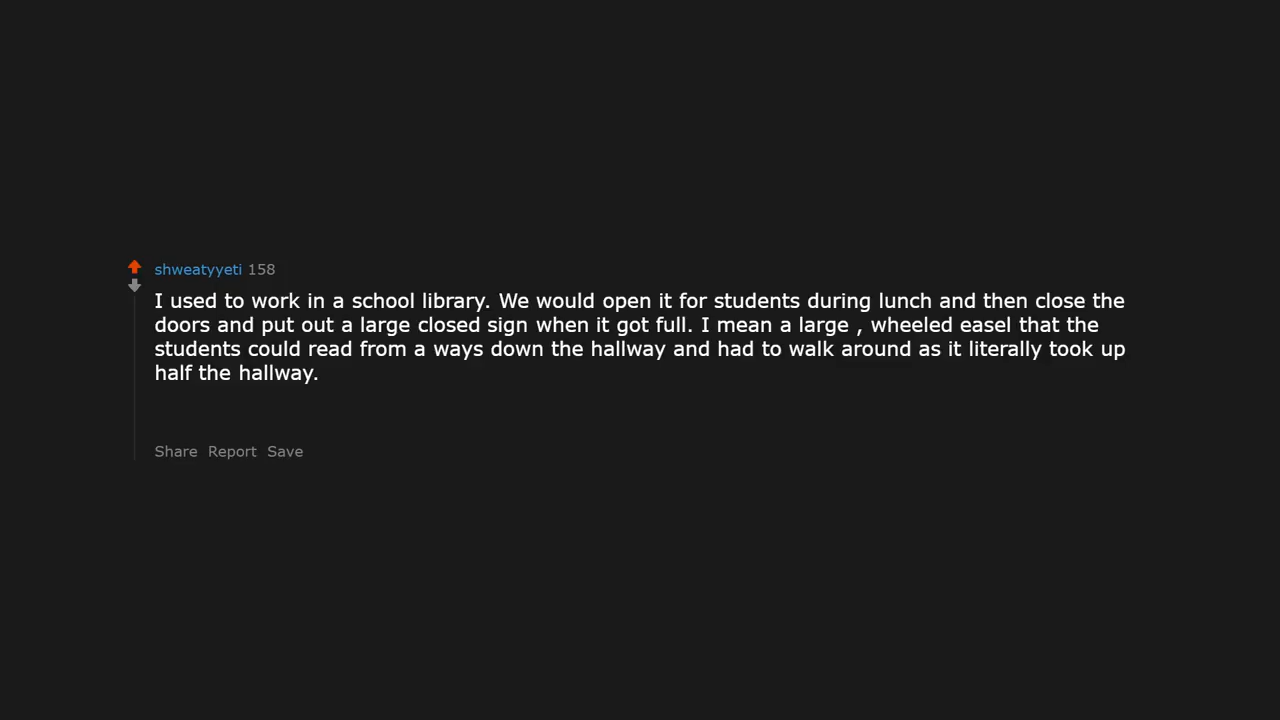 shweatyyeti 158
I used to work in a school library. We would open it for students during lunch and then close the
doors and put out a large closed sign when it got full. I mean a large , wheeled easel that the
students could read from a ways down the hallway and had to walk around as it literally took up
half the hallway.
Share Report Save